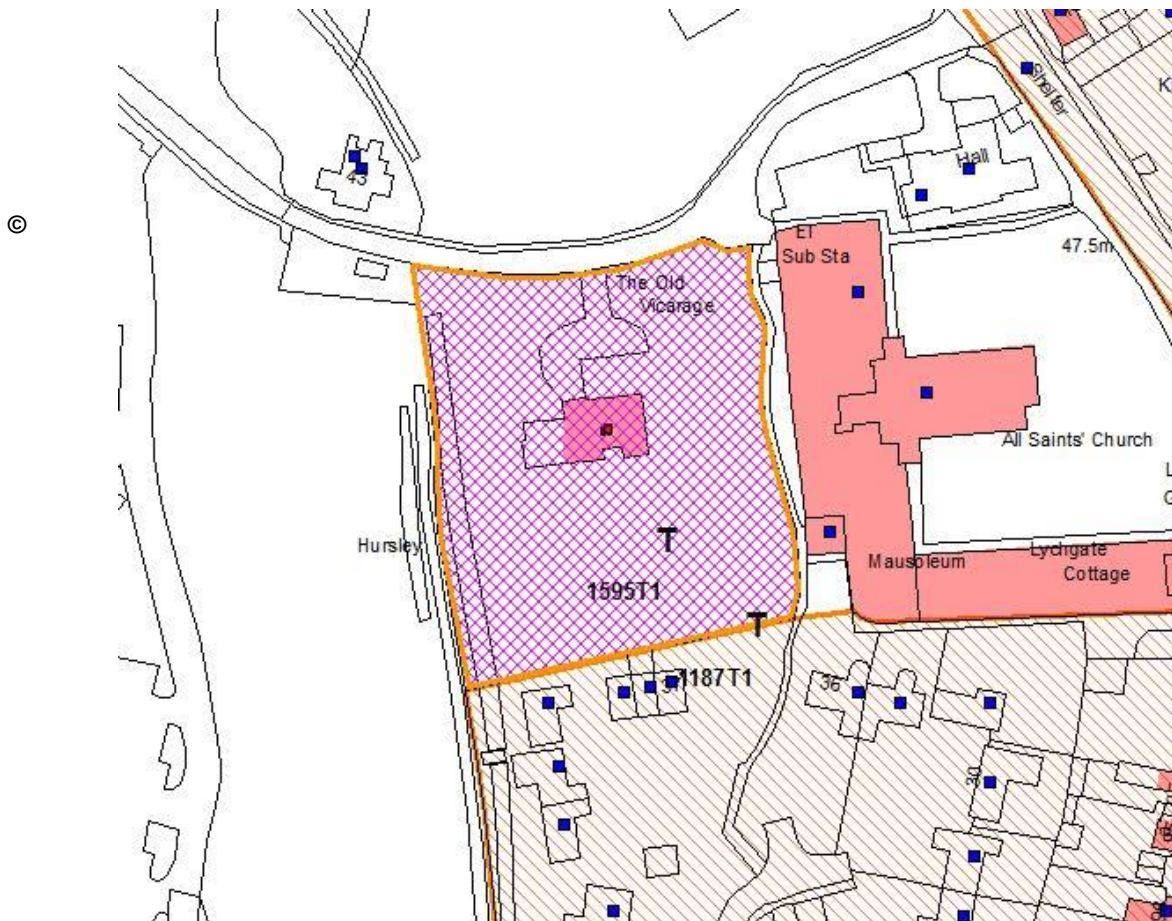 ©
43
Shelter
Hall
El
Sub Sta
47.5m
The Old
Vicarage
All Saints' Church
Hursley
T
1595T1
Mausoleum
Lychgate
Cottage
T
1187T1
36
30